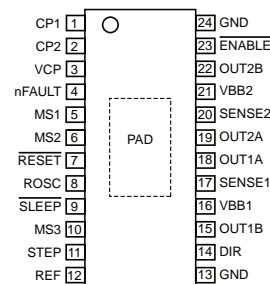 CP1 1
CP2 2
VCP 3
nFAULT 4
MS1 5
MS2 6
RESET 7
ROSC 8
SLEEP 9
MS3 10
STEP 11
REF 12
PAD
24 GND
23 ENABLE
22 OUT2B
21 VBB2
20 SENSE2
19 OUT2A
18 OUT1A
17 SENSE1
16 VBB1
15 OUT1B
14 DIR
13 GND